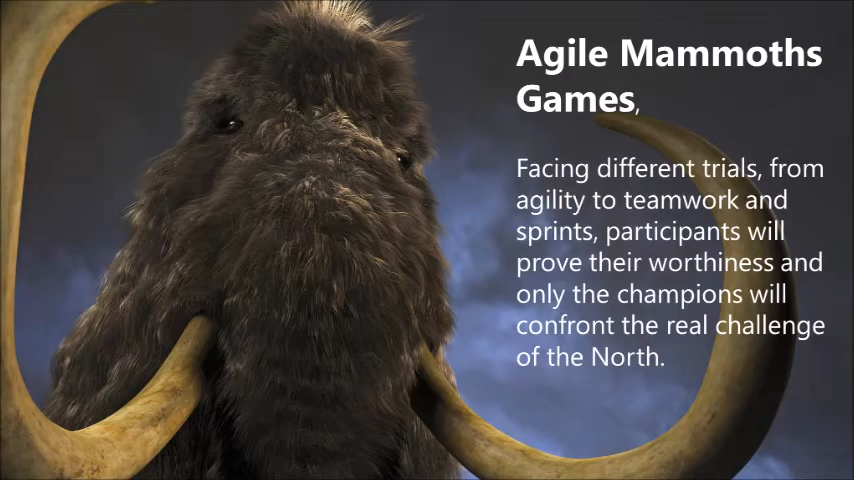 Agile Mammoths
Games,
Facing different trials, from
agility to teamwork and
sprints, participants will
prove their worthiness and
only the champions will
confront the real challenge
of the North.